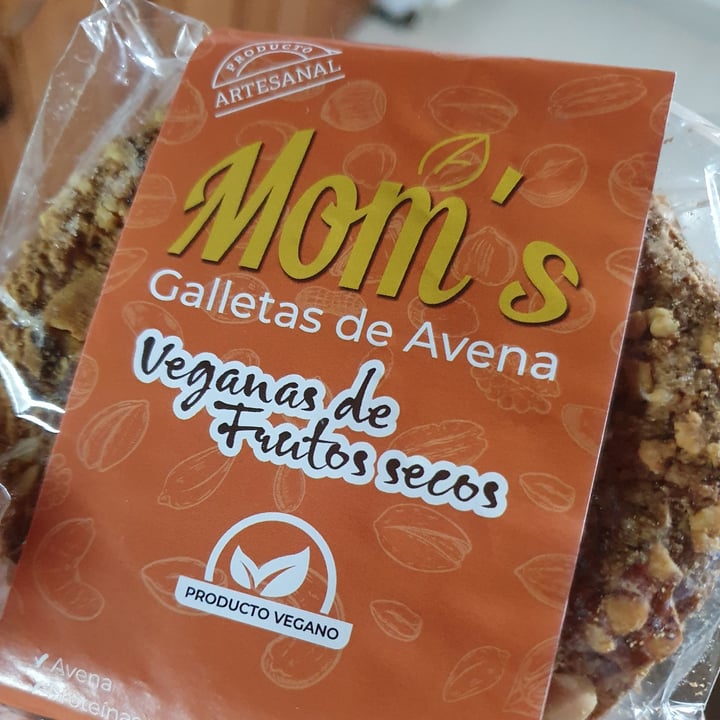 PRODUCTO
ARTESANAL
Mom's
Galletas de Avena
Veganas de
Frutos secos
PRODUCTO VEGANO
✓ Avena